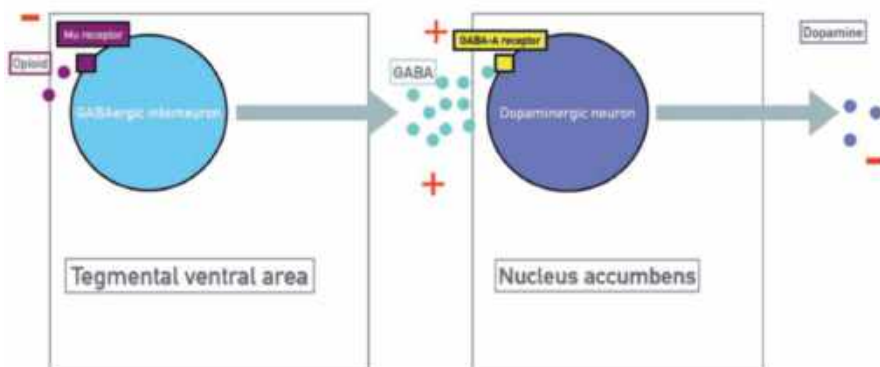 Mu receptor
Opioid
GABAergic interneuron
Tegmental ventral area
GABA
GABA-A receptor
Dopaminergic neuron
Nucleus accumbens
Dopamine